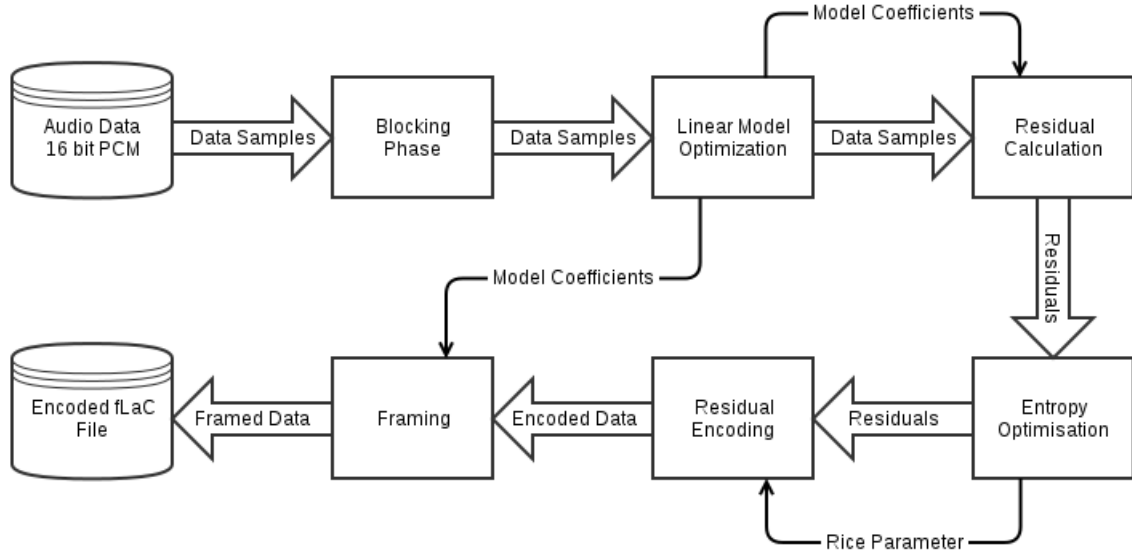 Model Coefficients
Audio Data
16 bit PCM
Data Samples
Blocking
Phase
Data Samples
Linear Model
Optimization
Data Samples
Residual
Calculation
Model Coefficients
Residuals
Encoded fLaC
File
Framed Data
Framing
Encoded Data
Residual
Encoding
Residuals
Entropy
Optimisation
Rice Parameter